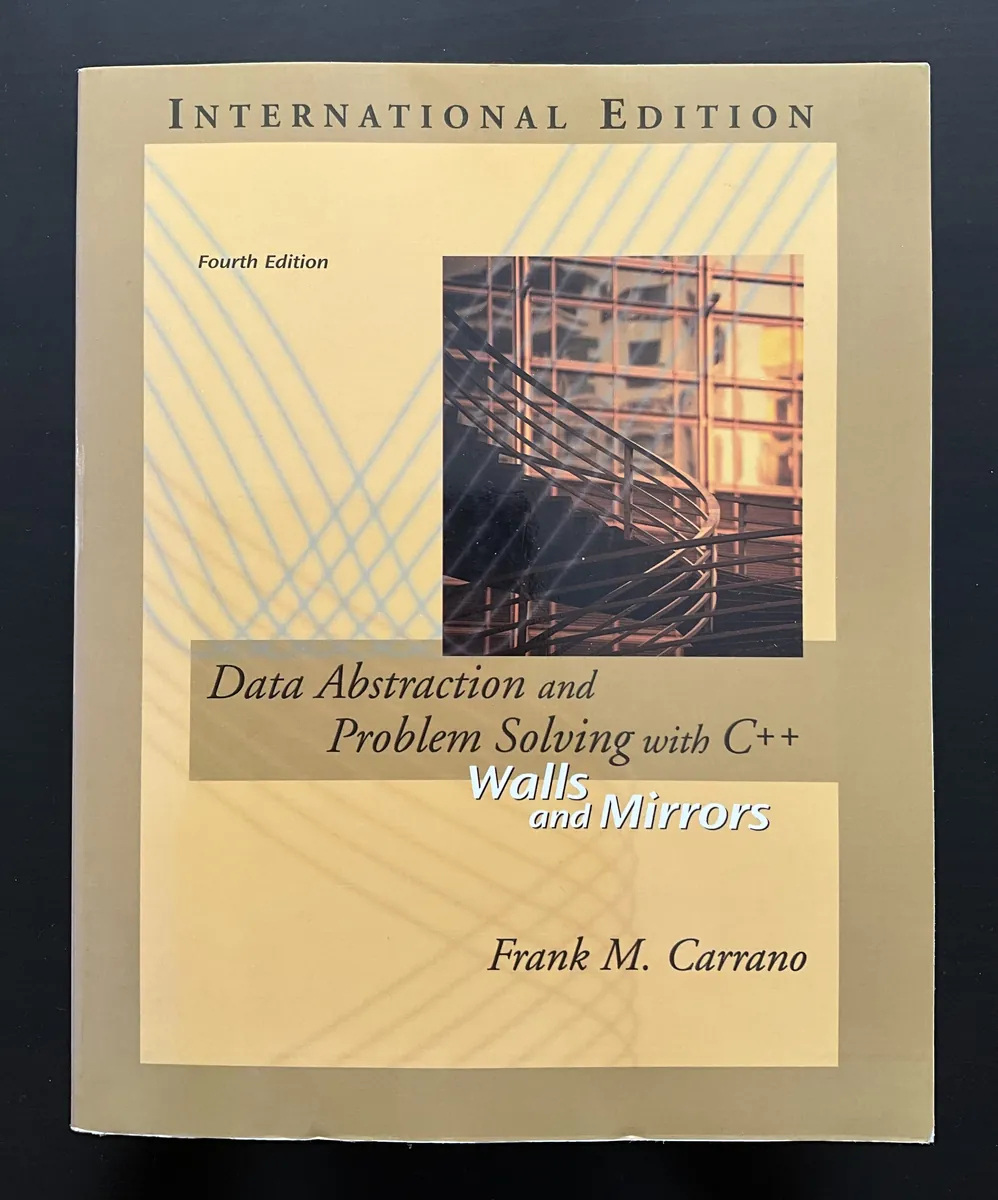 INTERNATIONAL EDITION
Fourth Edition
Data Abstraction and
Problem Solving with C++
Walls
and Mirrors
Frank M. Carrano